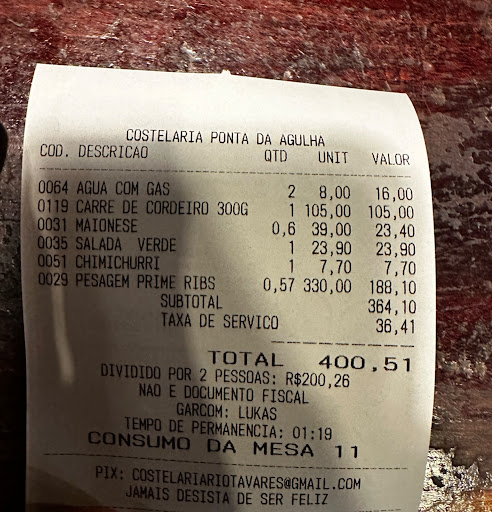 COSTELARIA PONTA DA AGULHA
COD. DESCRICAO QTD UNIT VALOR
0064 AGUA COM GAS 2 8,00 16,00
0119 CARRE DE CORDEIRO 300G 1 105,00 105,00
0031 MAIONESE 0,6 39,00 23,40
0035 SALADA VERDE 1 23,90 23,90
0051 CHIMICHURRI 1 7,70 7,70
0029 PESAGEM PRIME RIBS 0,57 330,00 188,10
SUBTOTAL 364,10
TAXA DE SERVICO 36,41
TOTAL 400,51
DIVIDIDO POR 2 PESSOAS: R$200,26
NAO E DOCUMENTO FISCAL
GARCOM: LUKAS
TEMPO DE PERMANENCIA: 01:19
CONSUMO DA MESA 11
PIX: COSTELARIARIOTAVARES@GMAIL.COM
JAMAIS DESISTA DE SER FELIZ